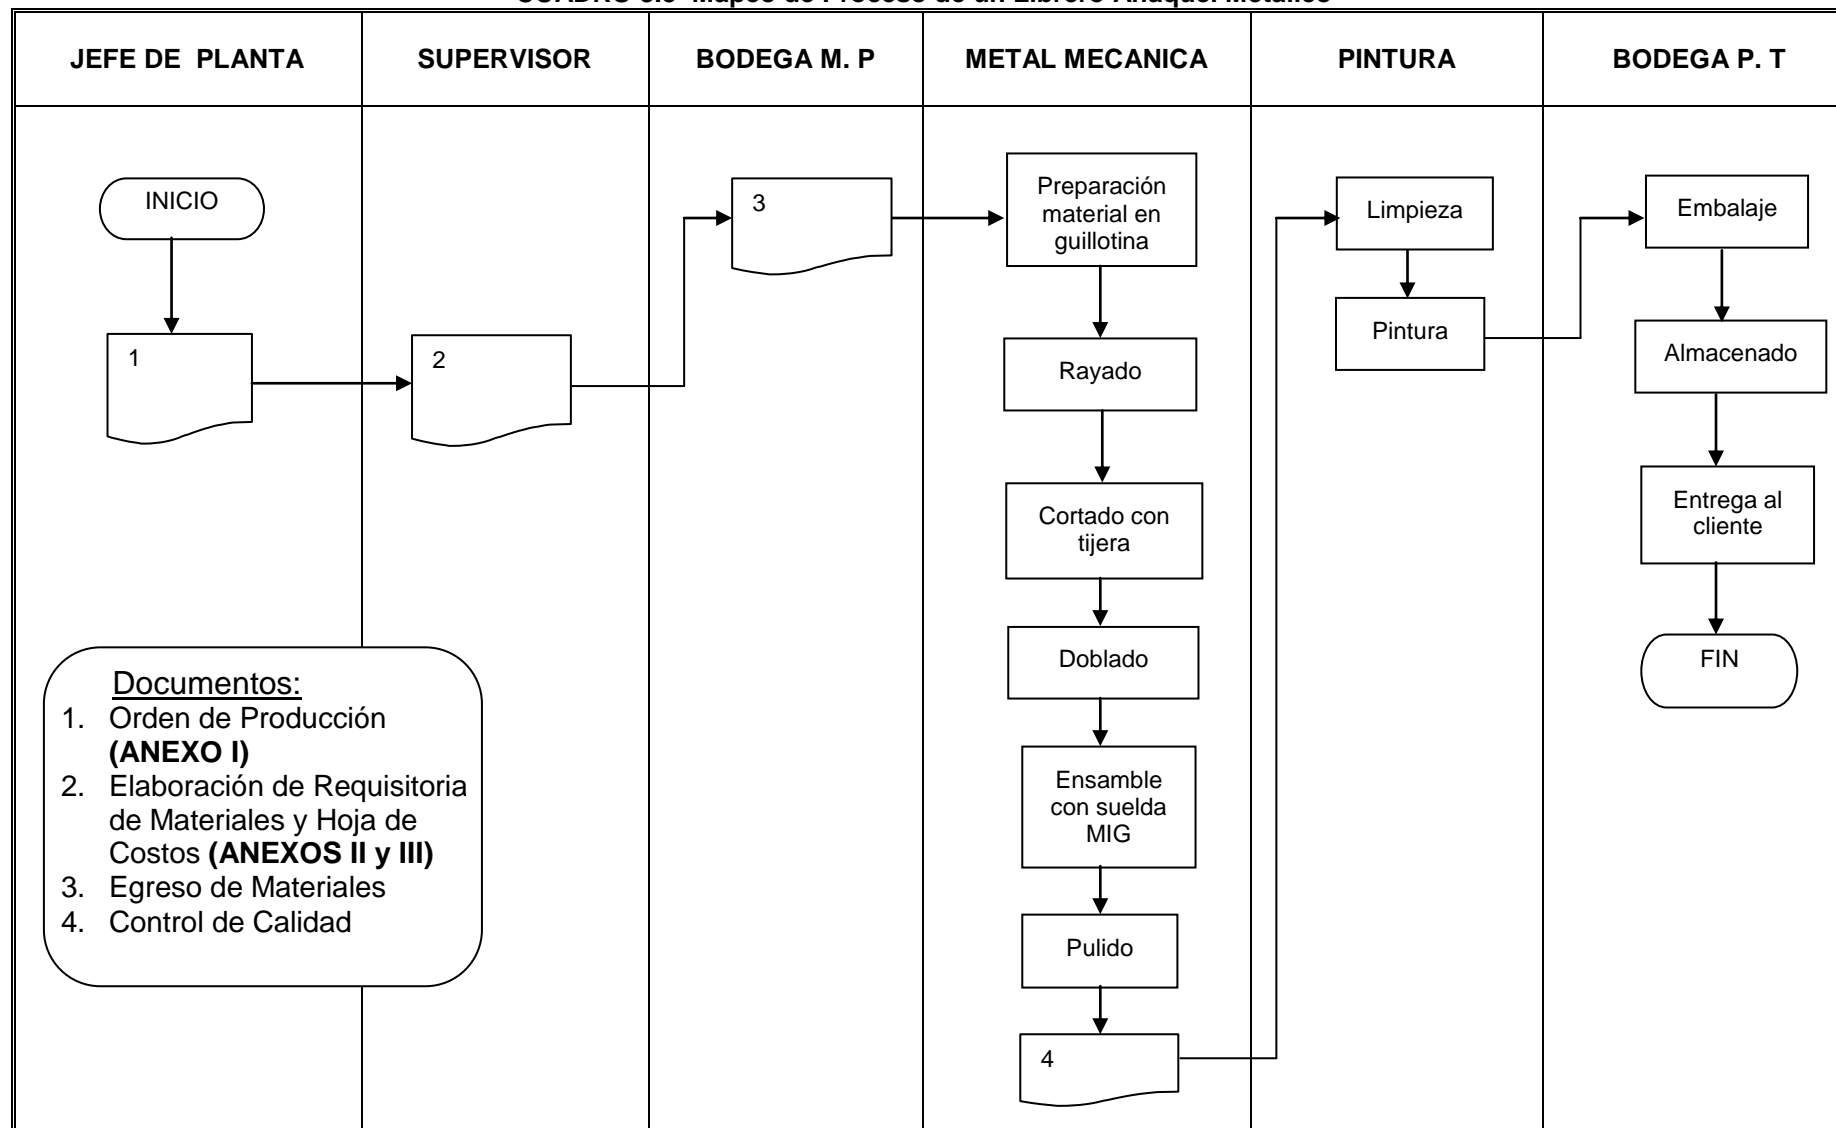 JEFE DE PLANTA
SUPERVISOR
BODEGA M. P
METAL MECANICA
PINTURA
BODEGA P. T
INICIO
1
2
3
Preparación
material en
guillotina
Rayado
Cortado con
tijera
Doblado
Ensamble
con suelda
MIG
Pulido
4
Limpieza
Pintura
Embalaje
Almacenado
Entrega al
cliente
FIN
Documentos:
1. Orden de Producción
(ANEXO I)
2. Elaboración de Requisitoria
de Materiales y Hoja de
Costos (ANEXOS II y III)
3. Egreso de Materiales
4. Control de Calidad